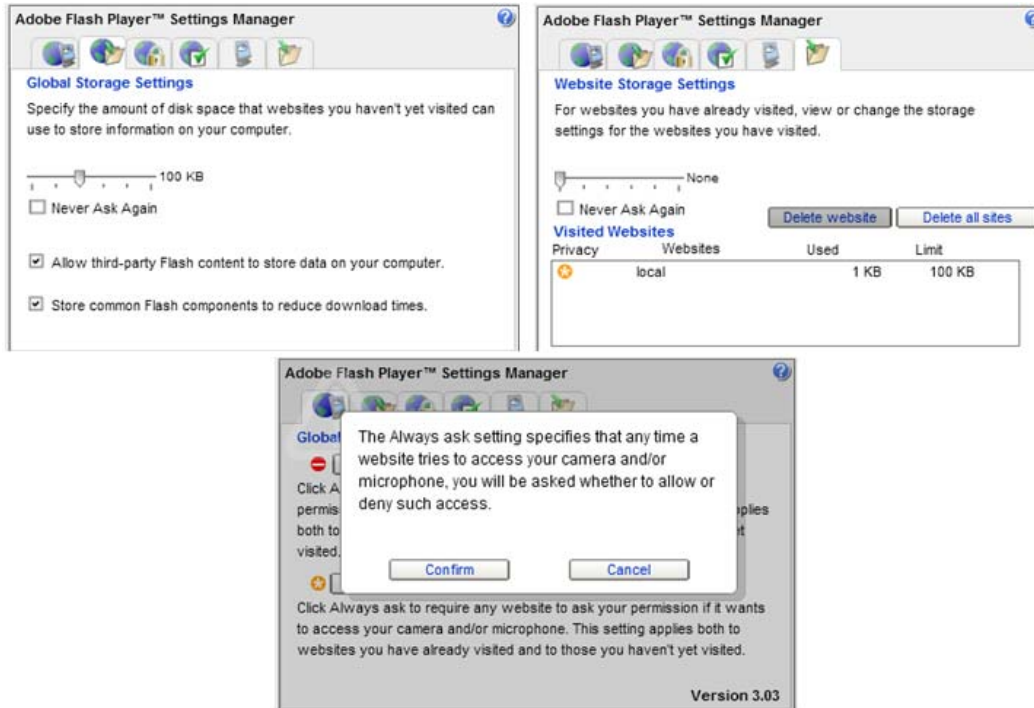 Adobe Flash Player™ Settings Manager
Global Storage Settings
Specify the amount of disk space that websites you haven't yet visited can
use to store information on your computer.
100 KB
Never Ask Again
Allow third-party Flash content to store data on your computer.
Store common Flash components to reduce download times.
Adobe Flash Player™ Settings Manager
Website Storage Settings
For websites you have already visited, view or change the storage
settings for the websites you have visited.
None
Never Ask Again
Delete website Delete all sites
Visited Websites
Privacy Websites Used Limit
local 1 KB 100 KB
Adobe Flash Player™ Settings Manager
Global
The Always ask setting specifies that any time a
website tries to access your camera and/or
microphone, you will be asked whether to allow or
deny such access.
Confirm Cancel
Click A
permis
both to
visited.
Click Always ask to require any website to ask your permission if it wants
to access your camera and/or microphone. This setting applies both to
websites you have already visited and to those you haven't yet visited.
Version 3.03